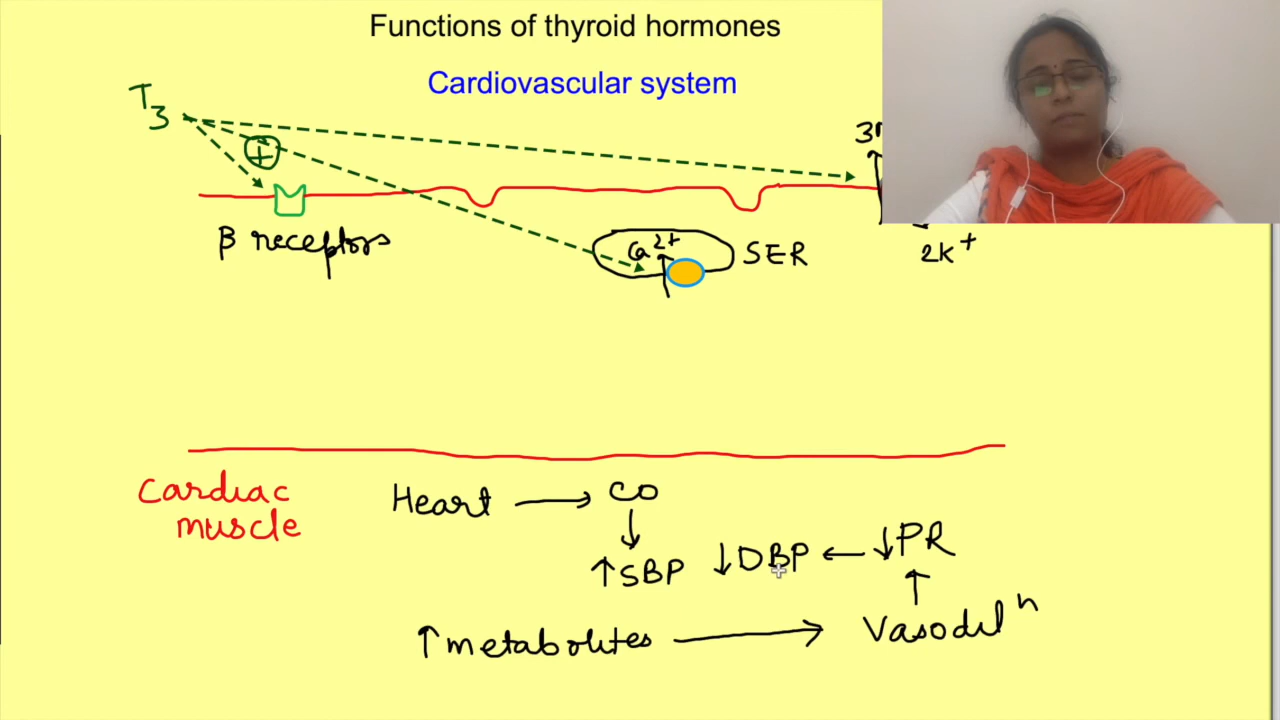 Functions of thyroid hormones
Cardiovascular system
T3
+
β receptors
Ca2+
SER
2K+
Cardiac
muscle
Heart → CO
↓
↑SBP ↓DBP ← ↓PR
↑
↑metabolites → Vasodiln